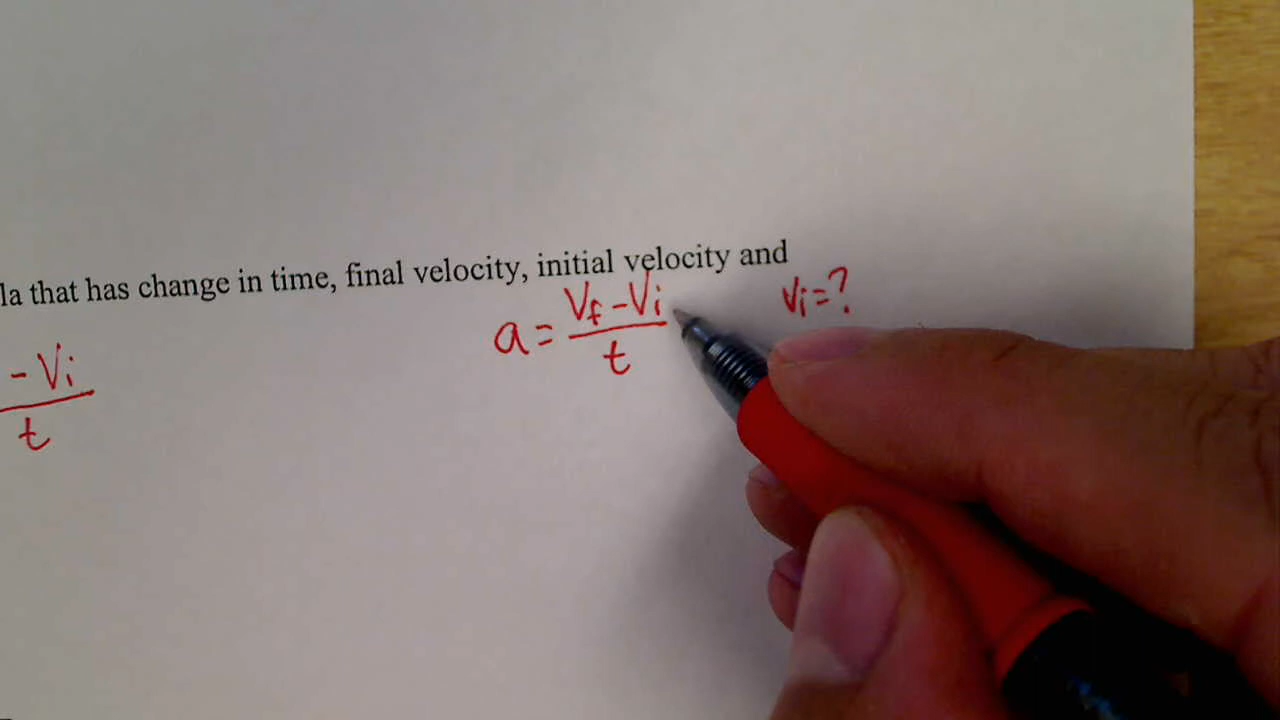 la that has change in time, final velocity, initial velocity and
a = Vf - Vi / t
Vi = ?
- Vi / t